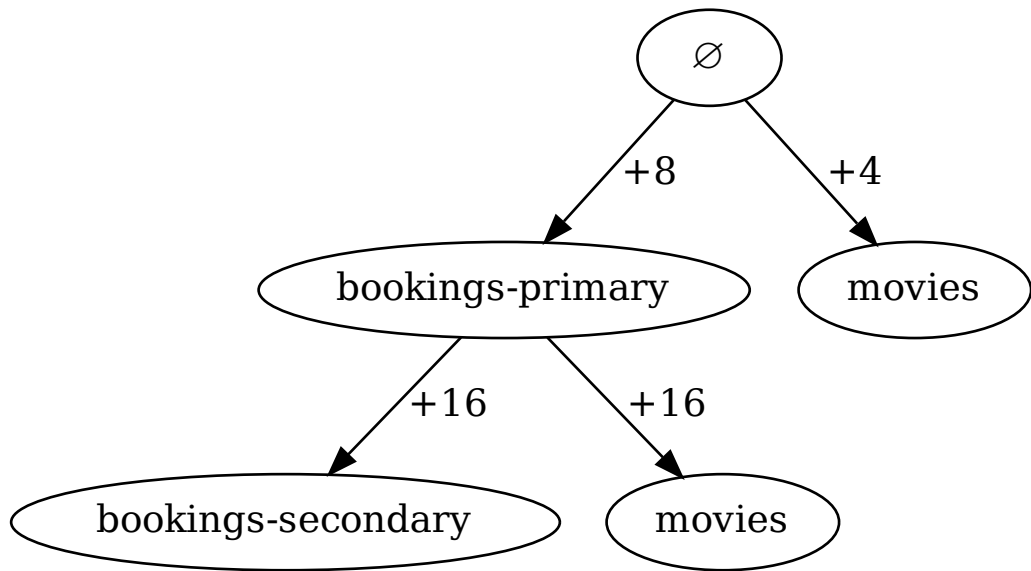 ∅
+8
+4
bookings-primary
movies
+16
+16
bookings-secondary
movies